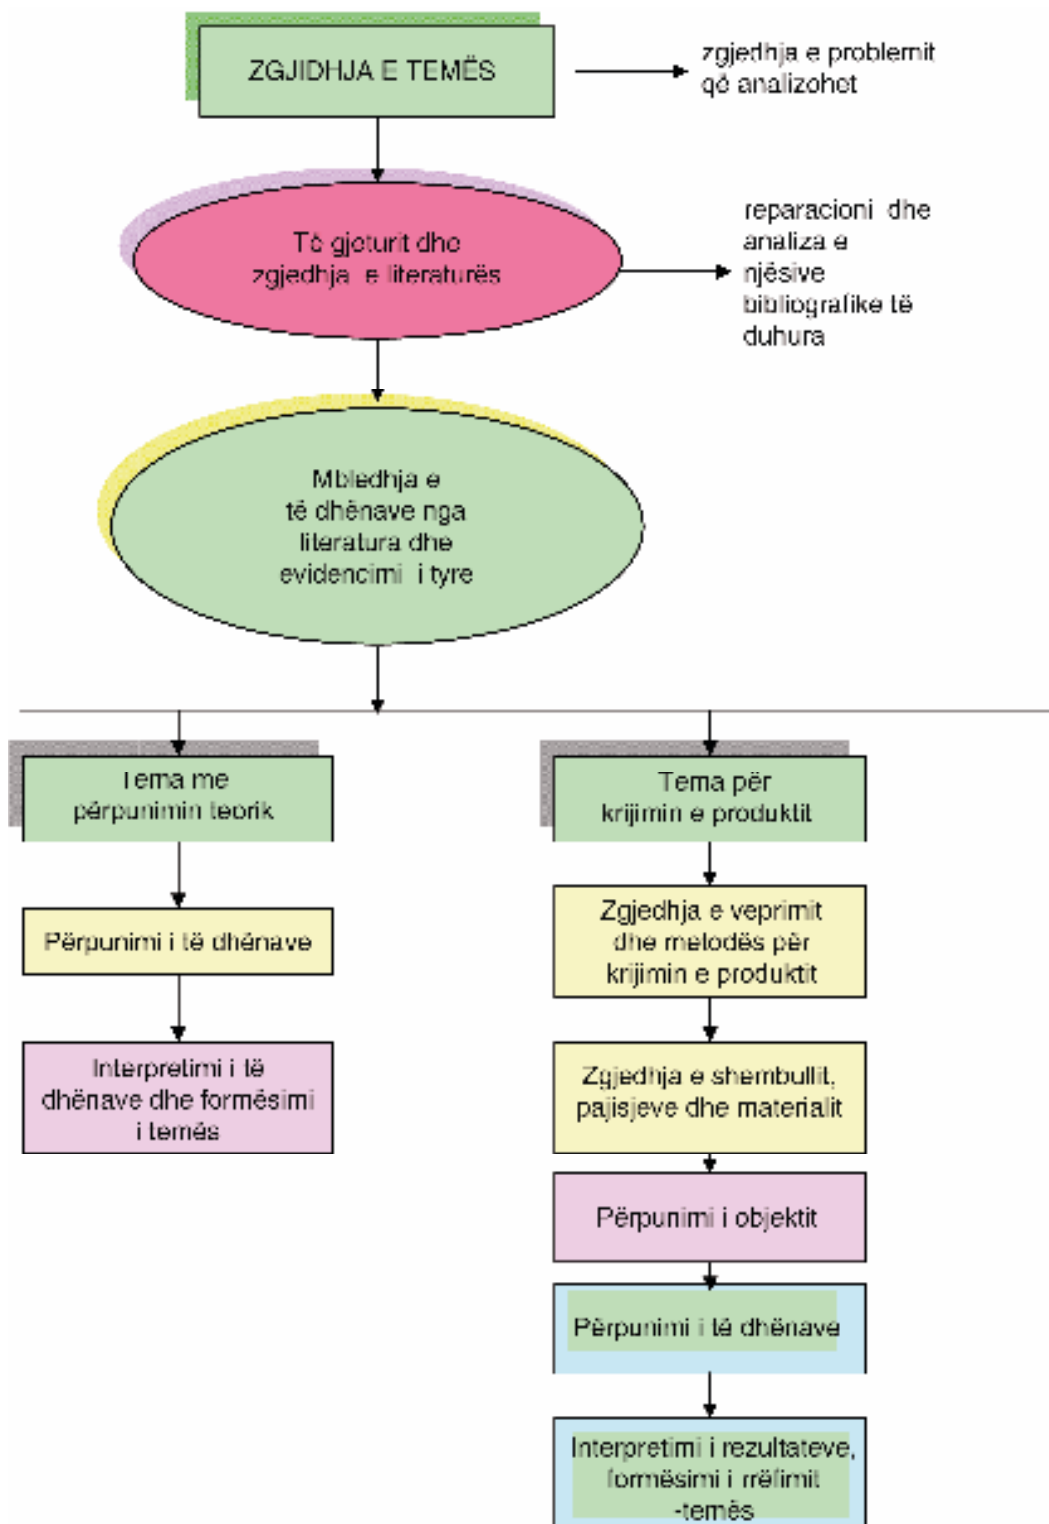 ZGJIDHJA E TEMËS
zgjedhja e problemit
që analizohet
Të gjeturit dhe
zgjedhja e literaturës
reparacioni dhe
analiza e
njësive
bibliografike të
duhura
Mbledhja e
të dhënave nga
literatura dhe
evidencimi i tyre
Tema me
përpunimin teorik
Përpunimi i të dhënave
Interpretimi i të
dhënave dhe formësimi
i temës
Tema për
krijimin e produktit
Zgjedhja e veprimit
dhe metodës për
krijimin e produktit
Zgjedhja e shembullit,
pajisjeve dhe materialit
Përpunimi i objektit
Përpunimi i të dhënave
Interpretimi i rezultateve,
formësimi i rrëfimit
-temës